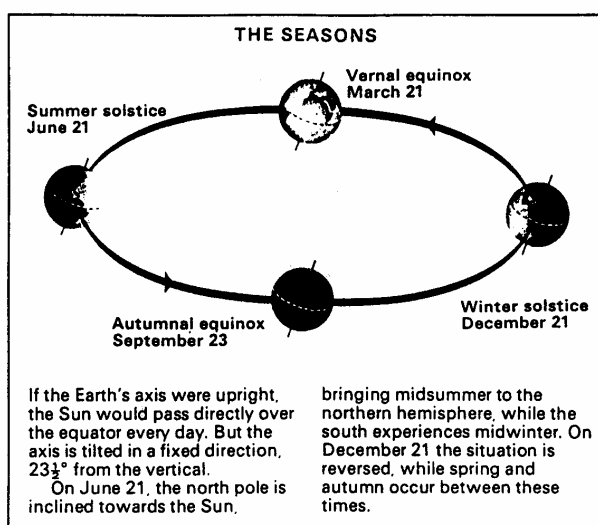 THE SEASONS
Vernal equinox
March 21
Summer solstice
June 21
Autumnal equinox
September 23
Winter solstice
December 21
If the Earth's axis were upright,
the Sun would pass directly over
the equator every day. But the
axis is tilted in a fixed direction,
23½° from the vertical.
On June 21, the north pole is
inclined towards the Sun,
bringing midsummer to the
northern hemisphere, while the
south experiences midwinter. On
December 21 the situation is
reversed, while spring and
autumn occur between these
times.